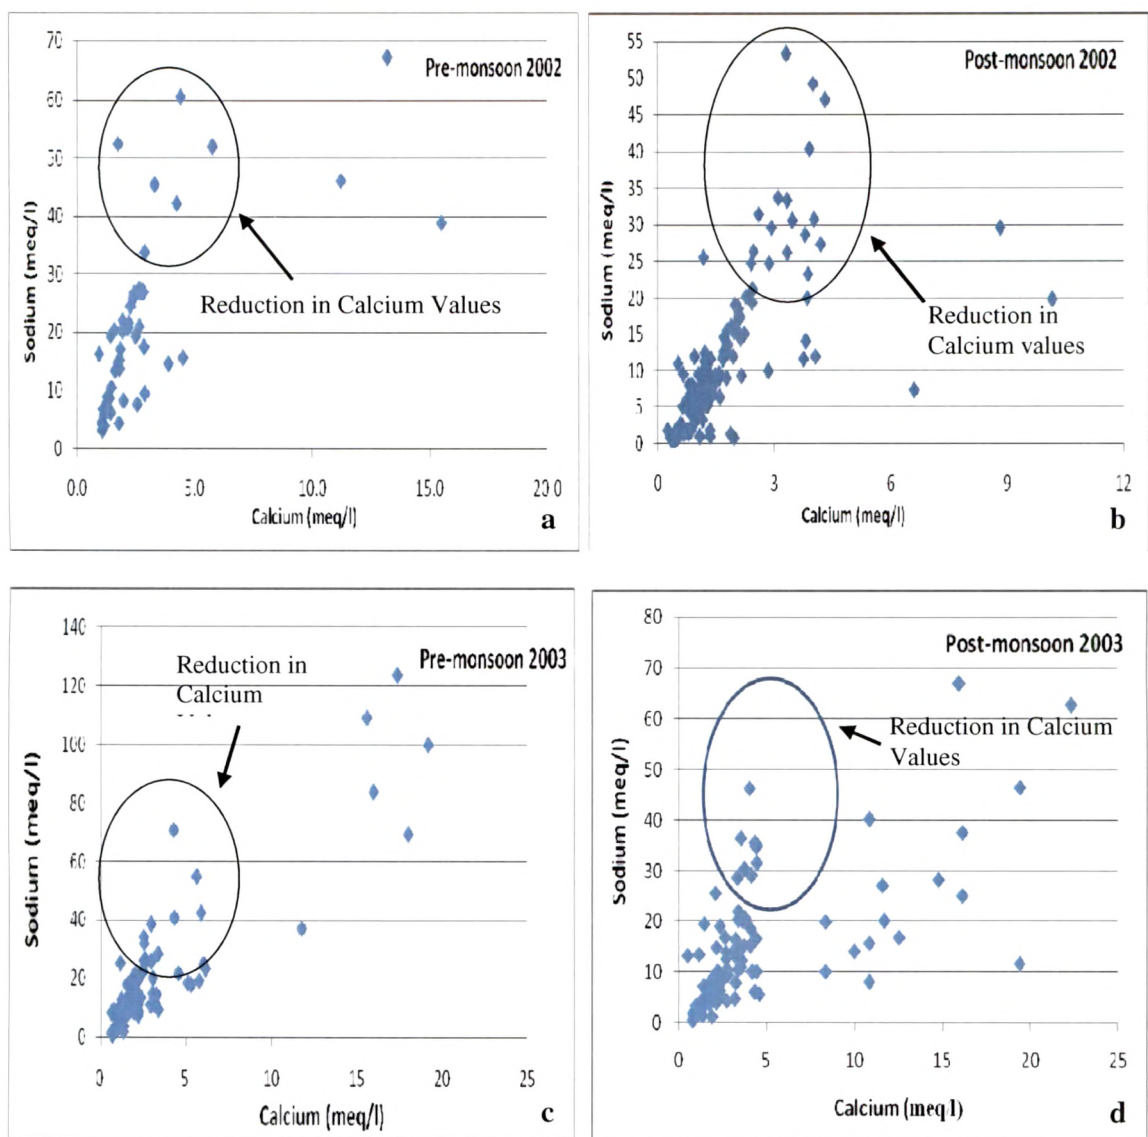 70
60
50
40
30
20
10
0
Sodium (meq/l)
Pre-monsoon 2002
Reduction in Calcium Values
0.0
5.0
10.0
15.0
20.0
Calcium (meq/l)
a
55
50
45
40
35
30
25
20
15
10
5
0
Sodium (meq/l)
Post-monsoon 2002
Reduction in
Calcium values
0
3
6
9
12
Calcium (meq/l)
b
140
120
100
80
60
40
20
0
Sodium (meq/l)
Reduction in
Calcium
Pre-monsoon 2003
0
5
10
15
20
25
Calcium (meq/l)
c
80
70
60
50
40
30
20
10
0
Sodium (meq/l)
Post-monsoon 2003
Reduction in Calcium
Values
0
5
10
15
20
25
Calcium (meq/l)
d